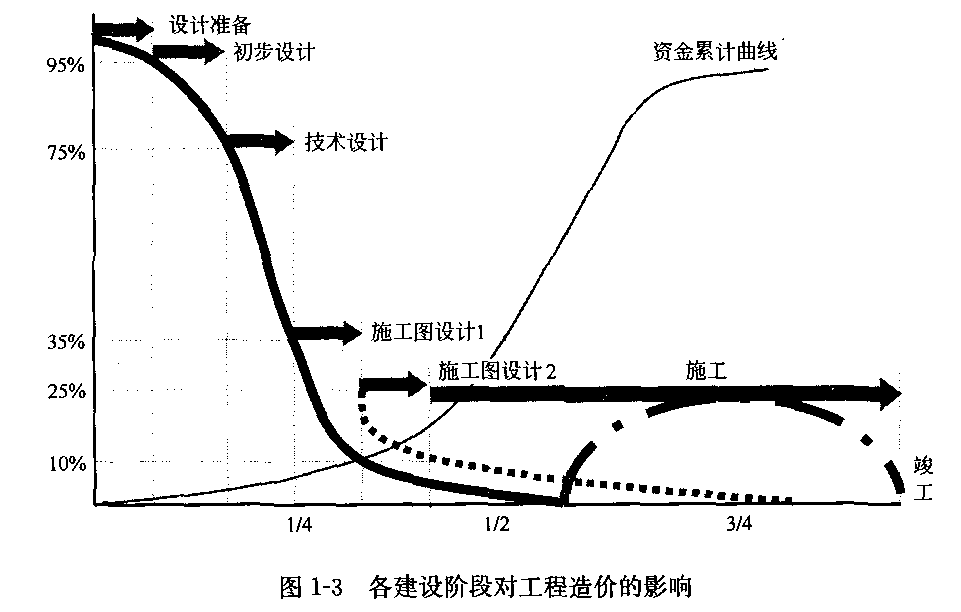 设计准备
初步设计
资金累计曲线
95%
技术设计
75%
施工图设计1
35%
施工图设计2
施工
25%
10%
竣
工
1/4
1/2
3/4
图 1-3 各建设阶段对工程造价的影响